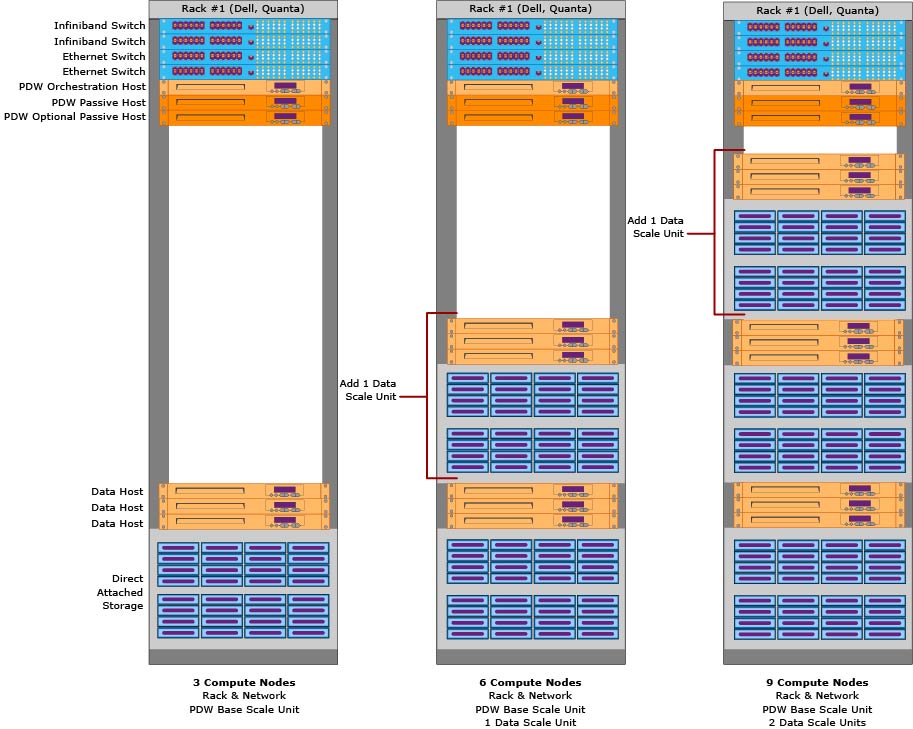 Rack #1 (Dell, Quanta)
Rack #1 (Dell, Quanta)
Rack #1 (Dell, Quanta)
Infiniband Switch
Infiniband Switch
Ethernet Switch
Ethernet Switch
PDW Orchestration Host
PDW Passive Host
PDW Optional Passive Host
Add 1 Data
Scale Unit
Add 1 Data
Scale Unit
Data Host
Data Host
Data Host
Direct
Attached
Storage
3 Compute Nodes
Rack & Network
PDW Base Scale Unit
6 Compute Nodes
Rack & Network
PDW Base Scale Unit
1 Data Scale Unit
9 Compute Nodes
Rack & Network
PDW Base Scale Unit
2 Data Scale Units